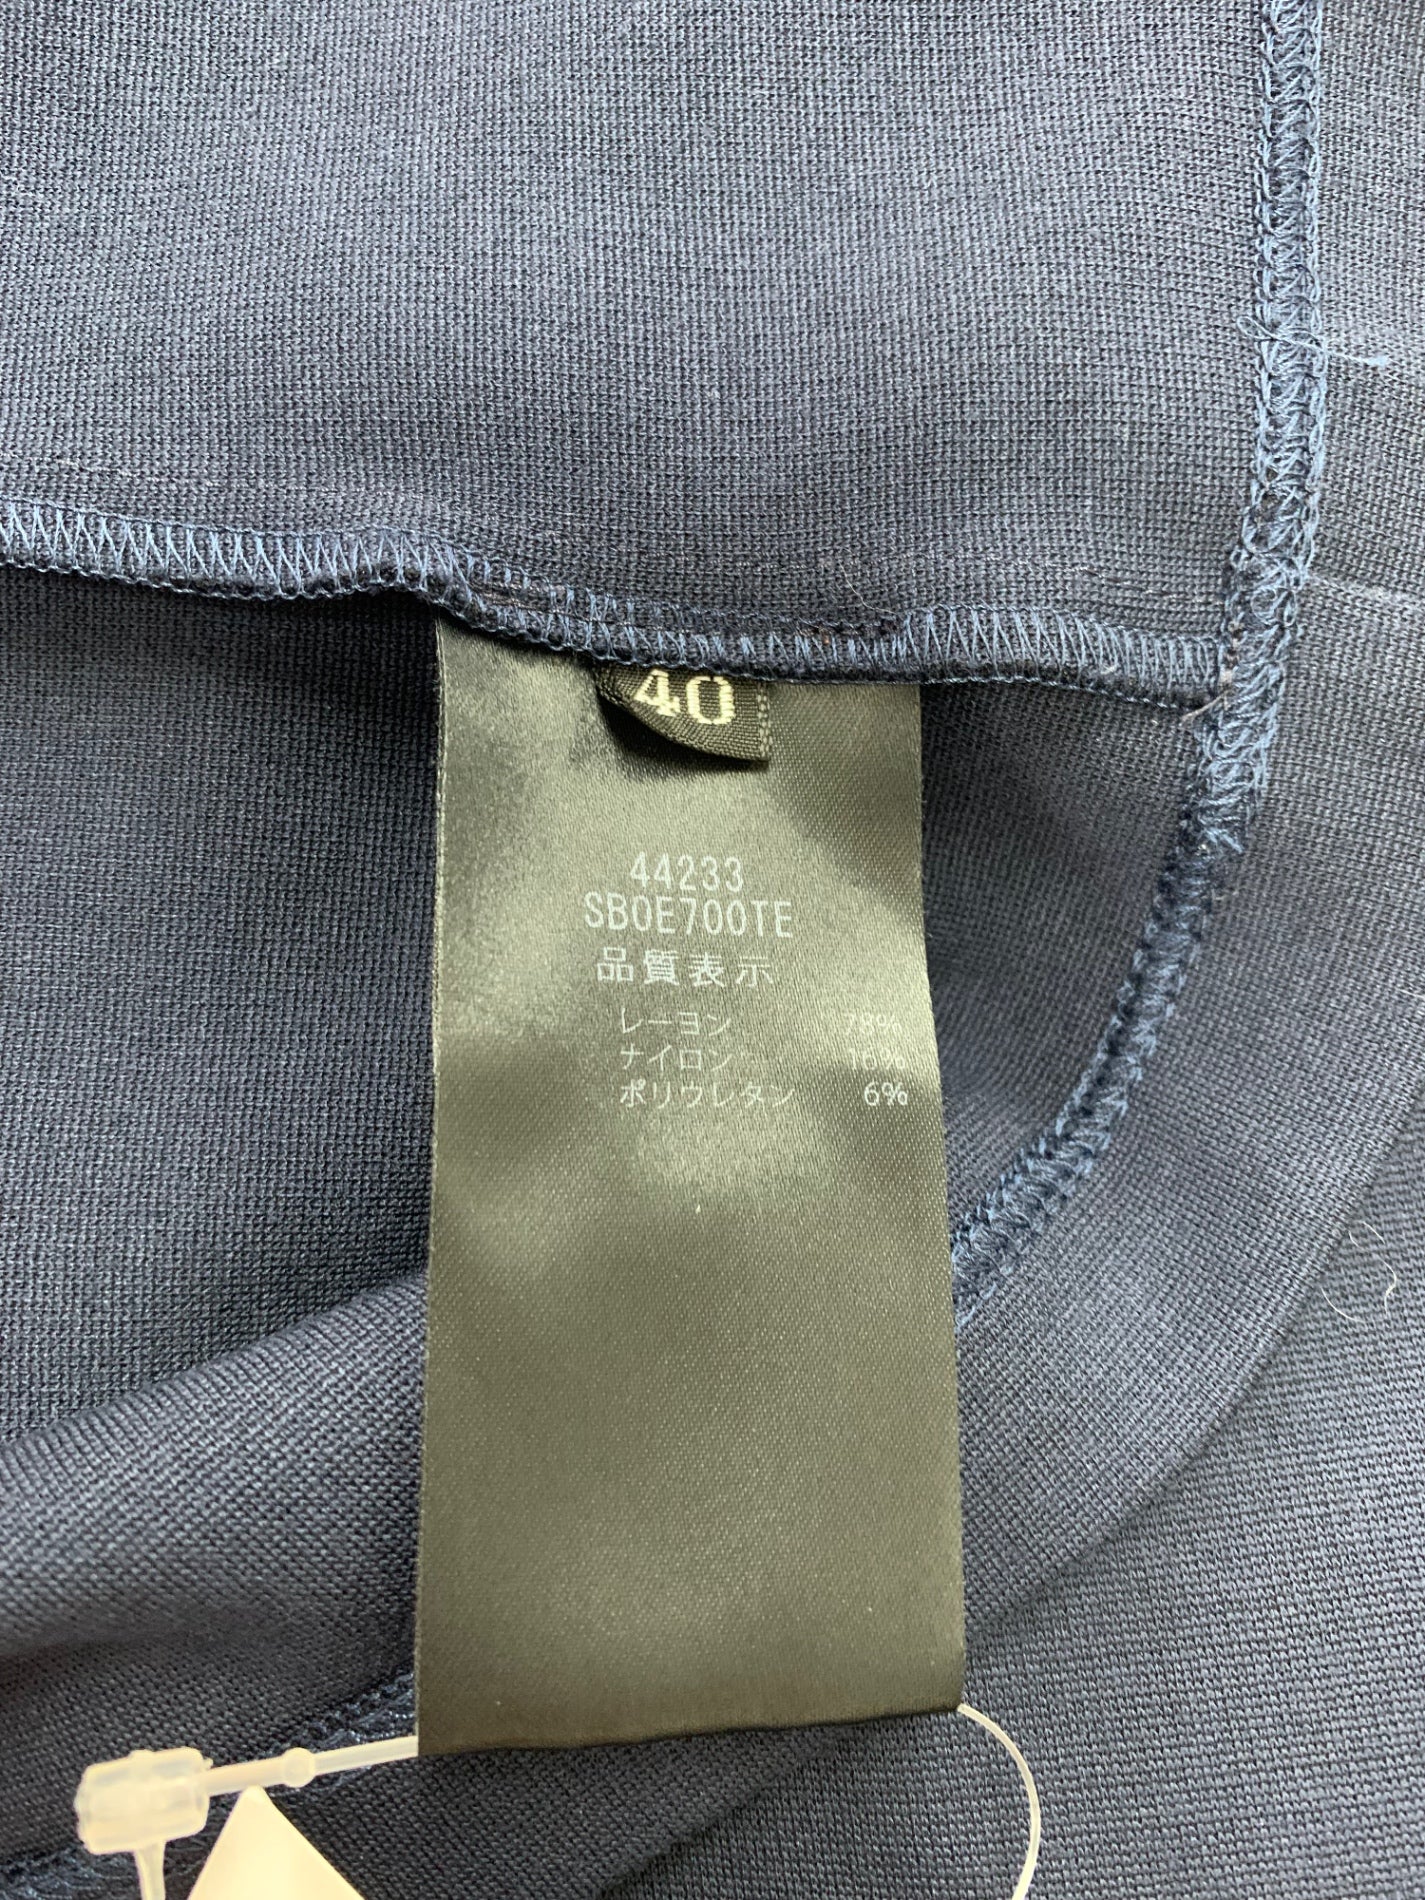 40
44233
SBOE700TE
品質表示
レーヨン 78%
ナイロン 16%
ポリウレタン 6%